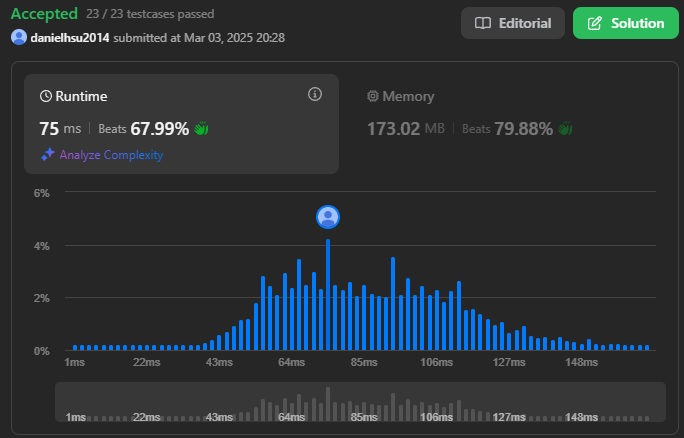 Accepted 23 / 23 testcases passed
Editorial
Solution
danielhsu2014 submitted at Mar 03, 2025 20:28
Runtime
Memory
75 ms Beats 67.99%
173.02 MB Beats 79.88%
Analyze Complexity
6%
4%
2%
0%
1ms 22ms 43ms 64ms 85ms 106ms 127ms 148ms
1ms 22ms 43ms 64ms 85ms 106ms 127ms 148ms